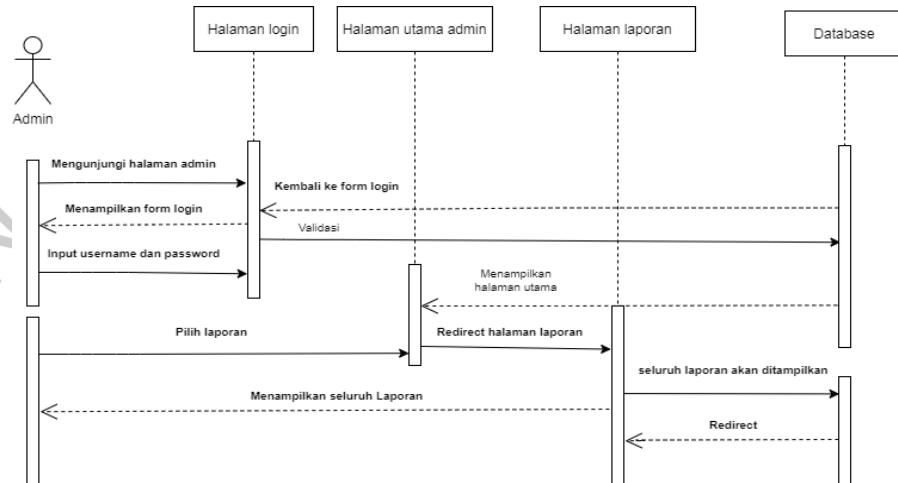 Halaman login
Halaman utama admin
Halaman laporan
Database
Admin
Mengunjungi halaman admin
Kembali ke form login
Menampilkan form login
Validasi
Input username dan password
Menampilkan
halaman utama
Pilih laporan
Redirect halaman laporan
seluruh laporan akan ditampilkan
Menampilkan seluruh Laporan
Redirect